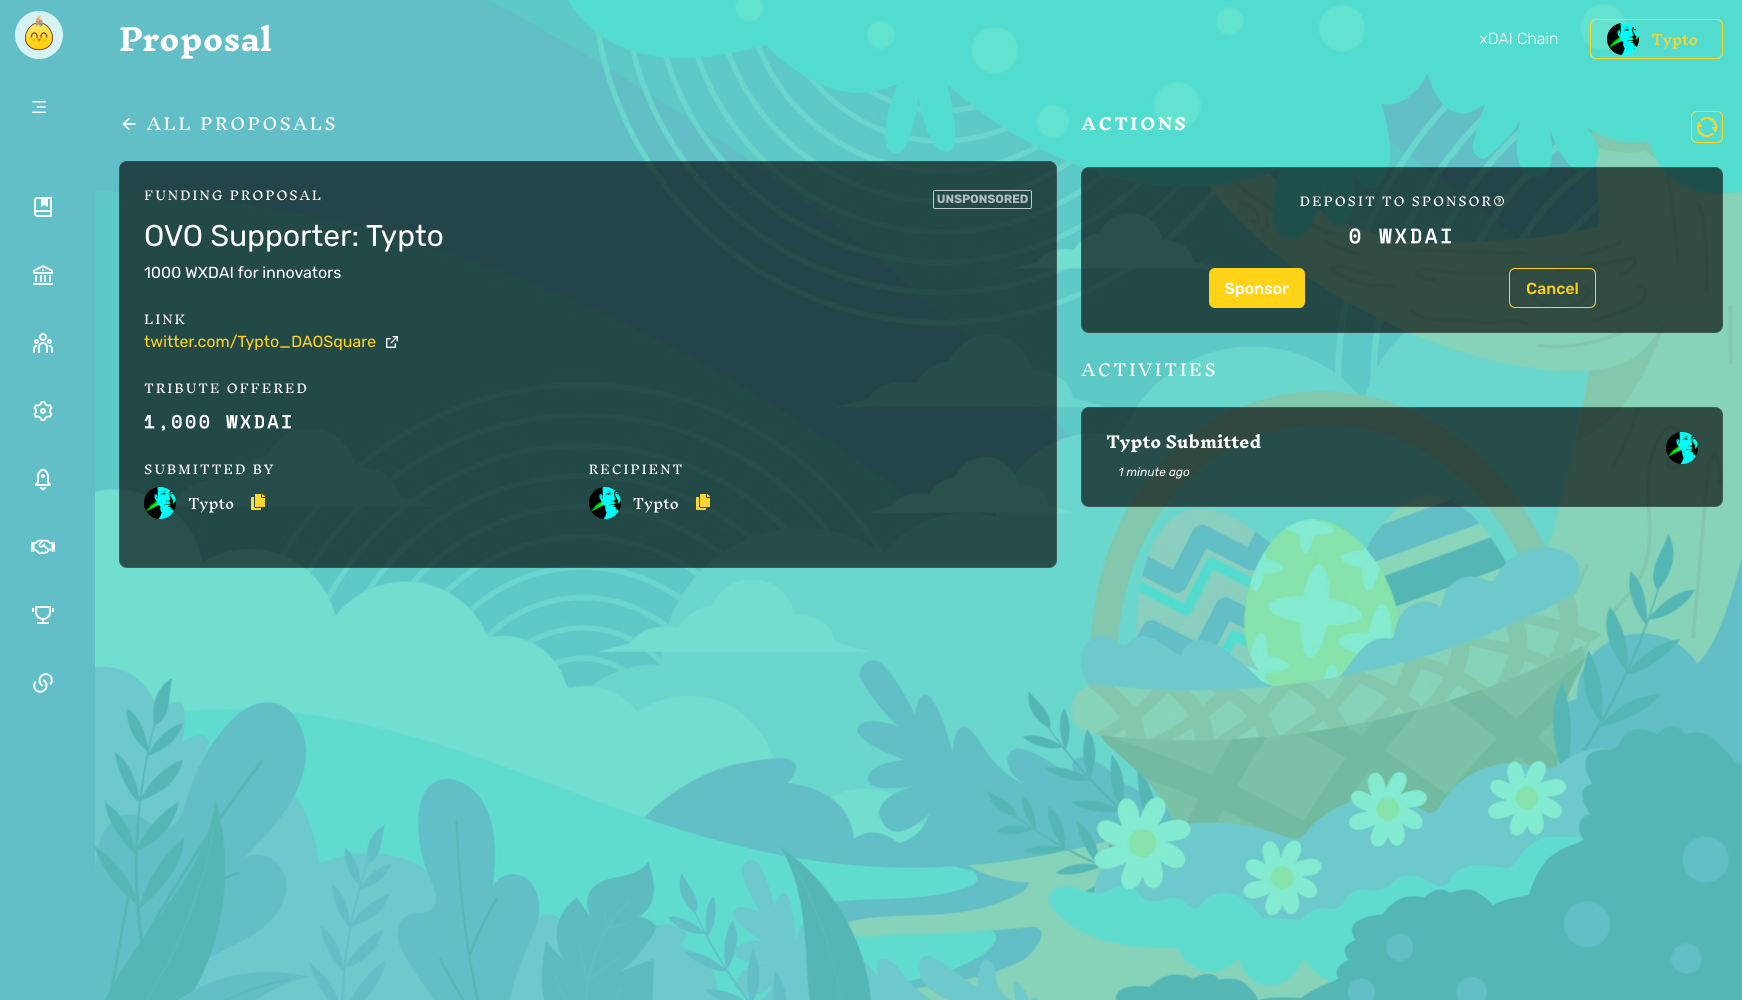 Proposal
xDAI Chain
Typto
ALL PROPOSALS
FUNDING PROPOSAL
UNSPONSORED
OVO Supporter: Typto
1000 WXDAI for innovators
LINK
twitter.com/Typto_DAOSquare
TRIBUTE OFFERED
1,000 WXDAI
SUBMITTED BY
RECIPIENT
Typto
Typto
ACTIONS
DEPOSIT TO SPONSOR
0 WXDAI
Sponsor
Cancel
ACTIVITIES
Typto Submitted
1 minute ago